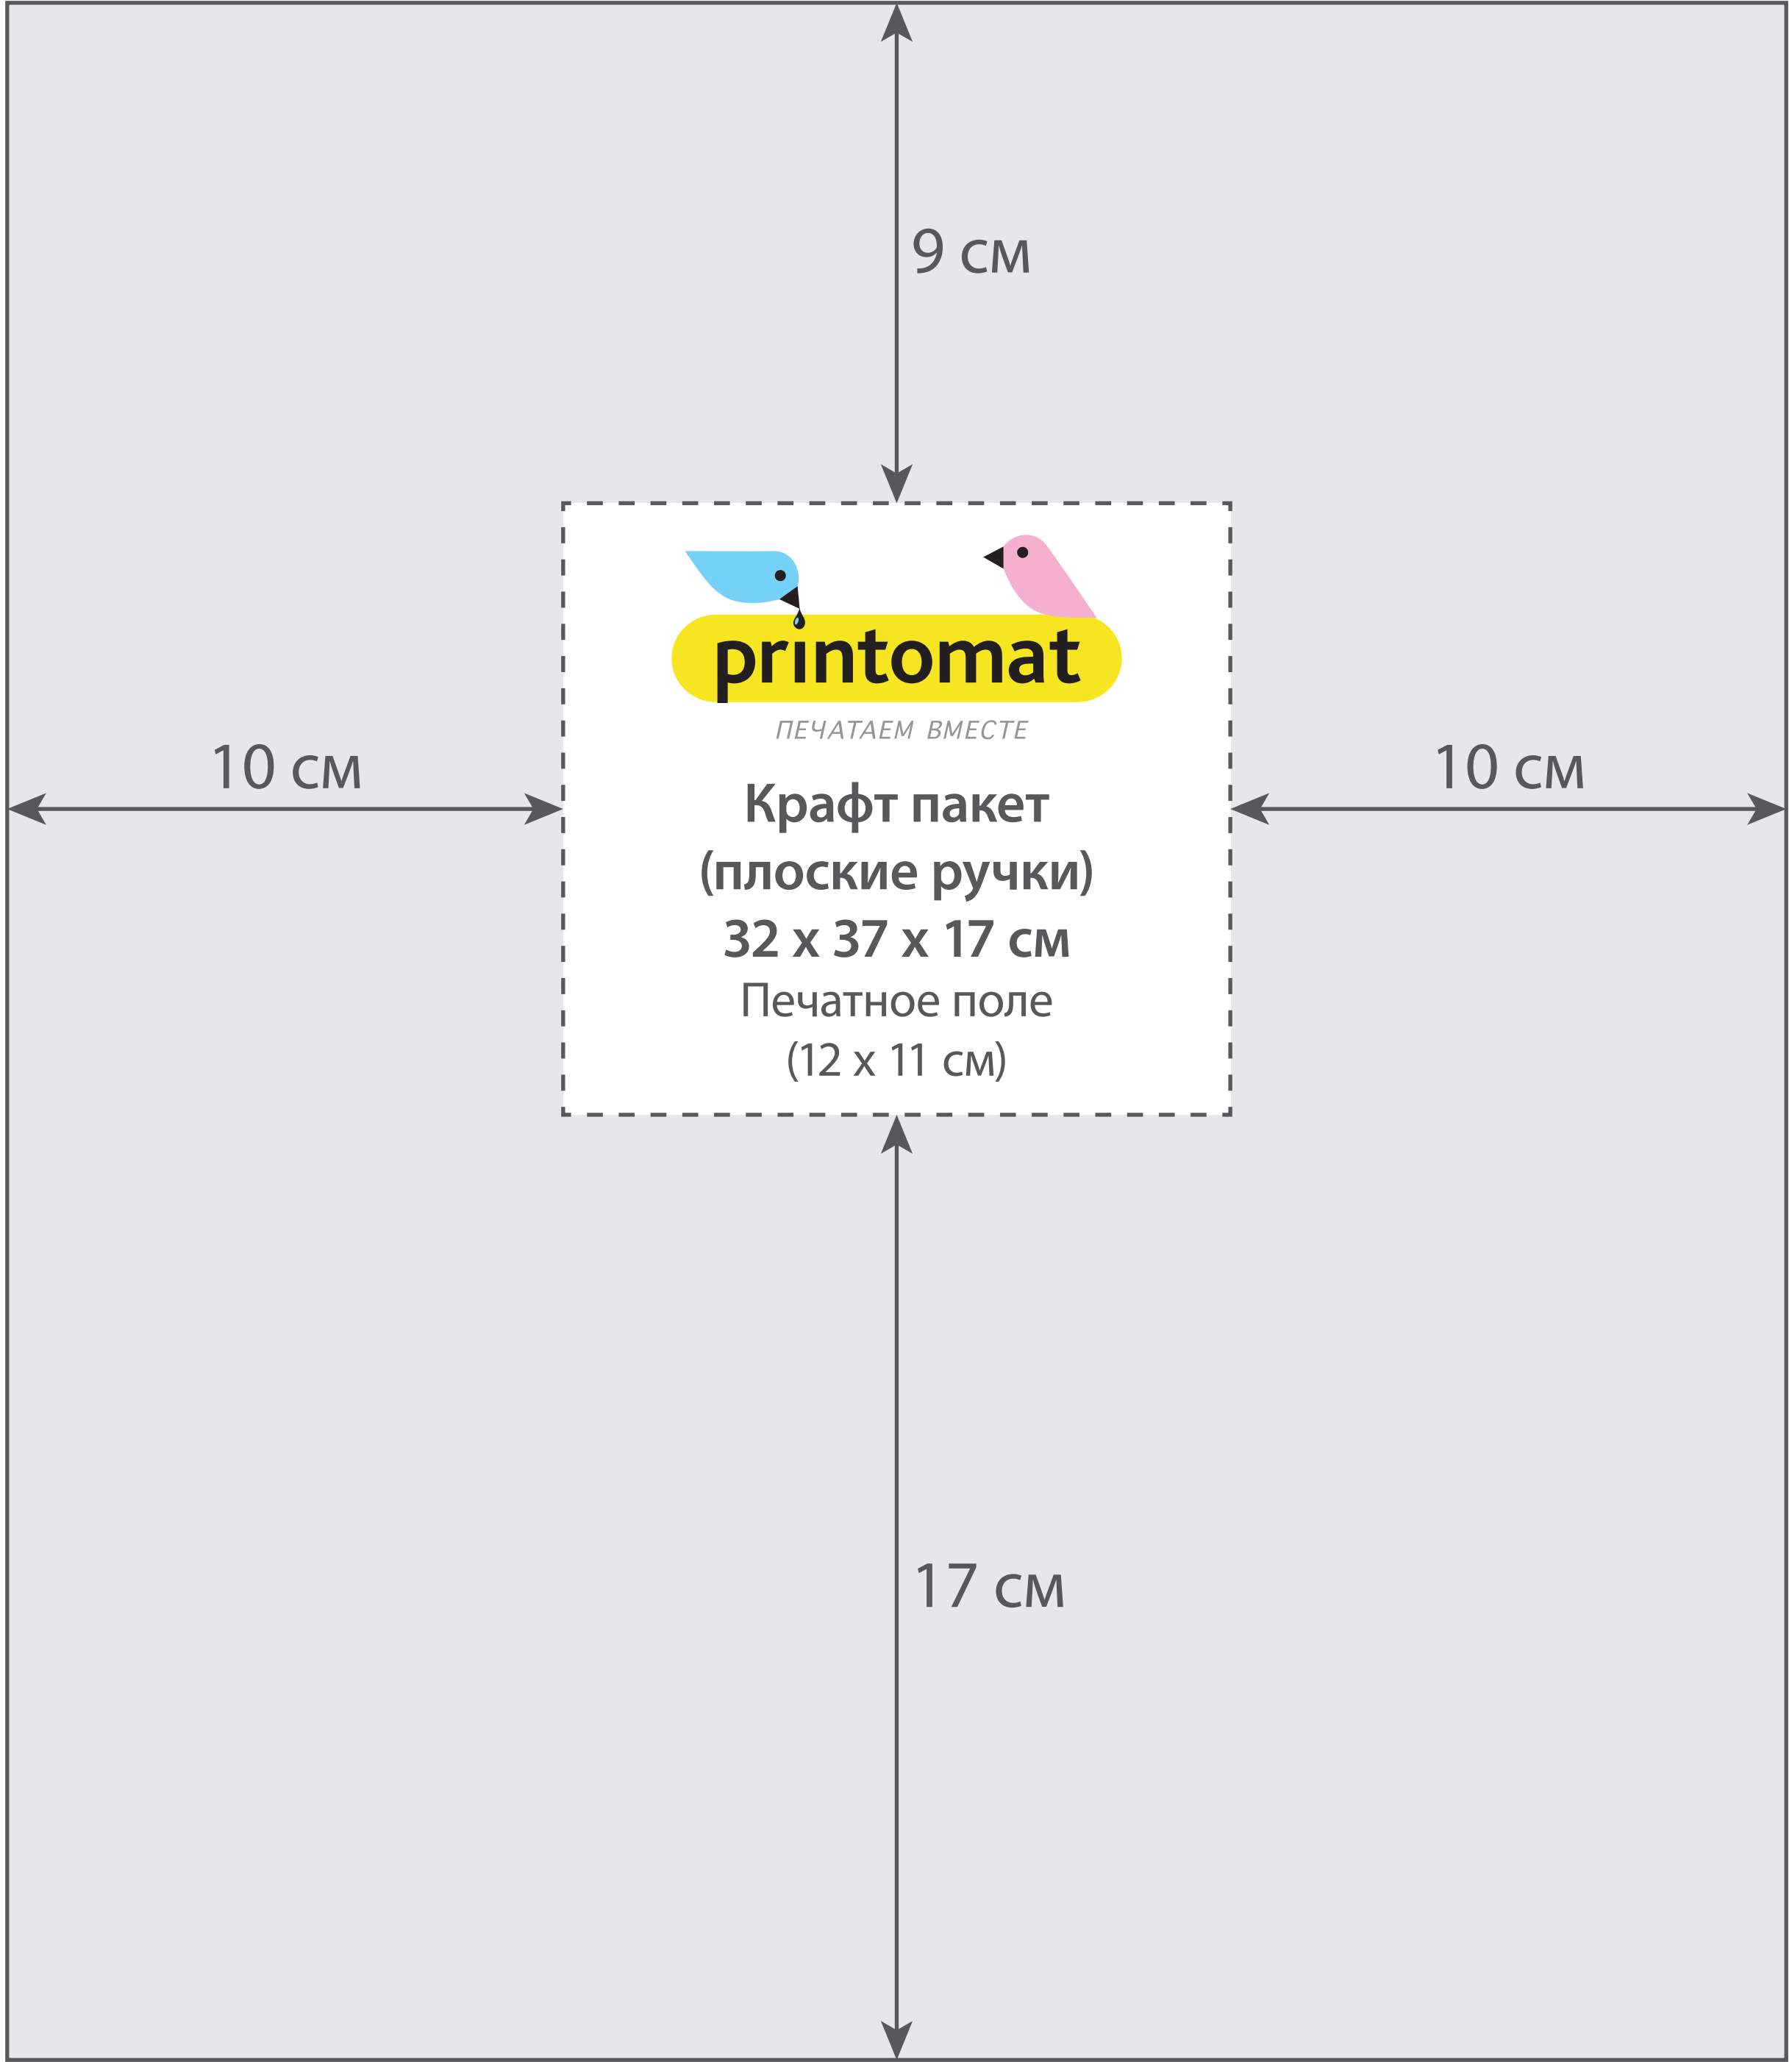 9 см
printomat
ПЕЧАТАЕМ ВМЕСТЕ
10 см
10 см
Крафт пакет
(плоские ручки)
32 х 37 х 17 см
Печатное поле
(12 х 11 см)
17 см